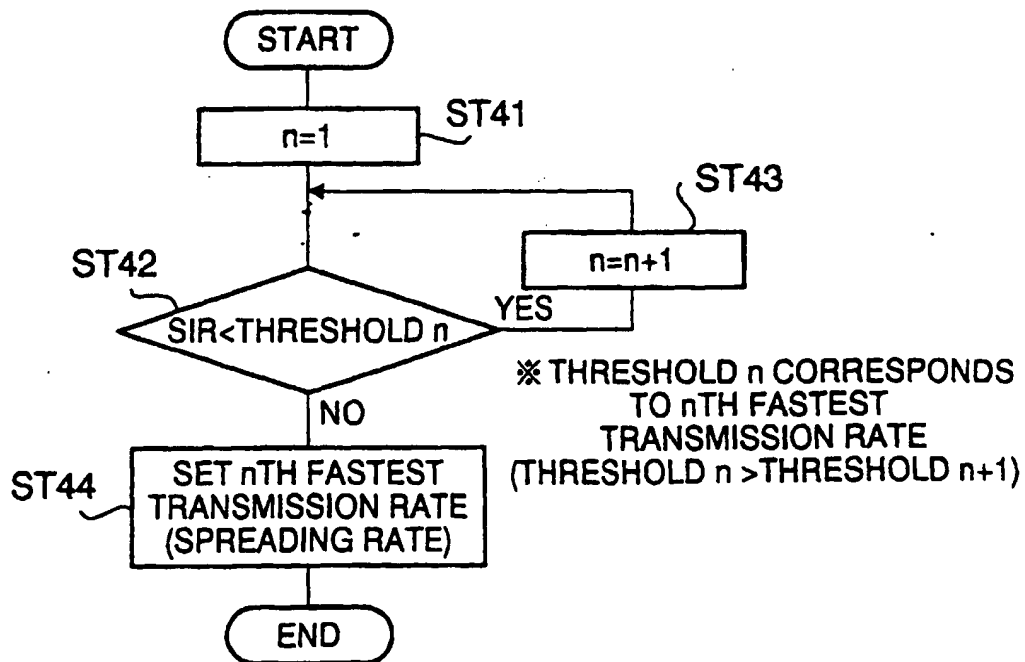 START
n=1
ST41
ST43
n=n+1
ST42
SIR<THRESHOLD n
YES
NO
※ THRESHOLD n CORRESPONDS
TO nTH FASTEST
TRANSMISSION RATE
(THRESHOLD n >THRESHOLD n+1)
ST44
SET nTH FASTEST
TRANSMISSION RATE
(SPREADING RATE)
END